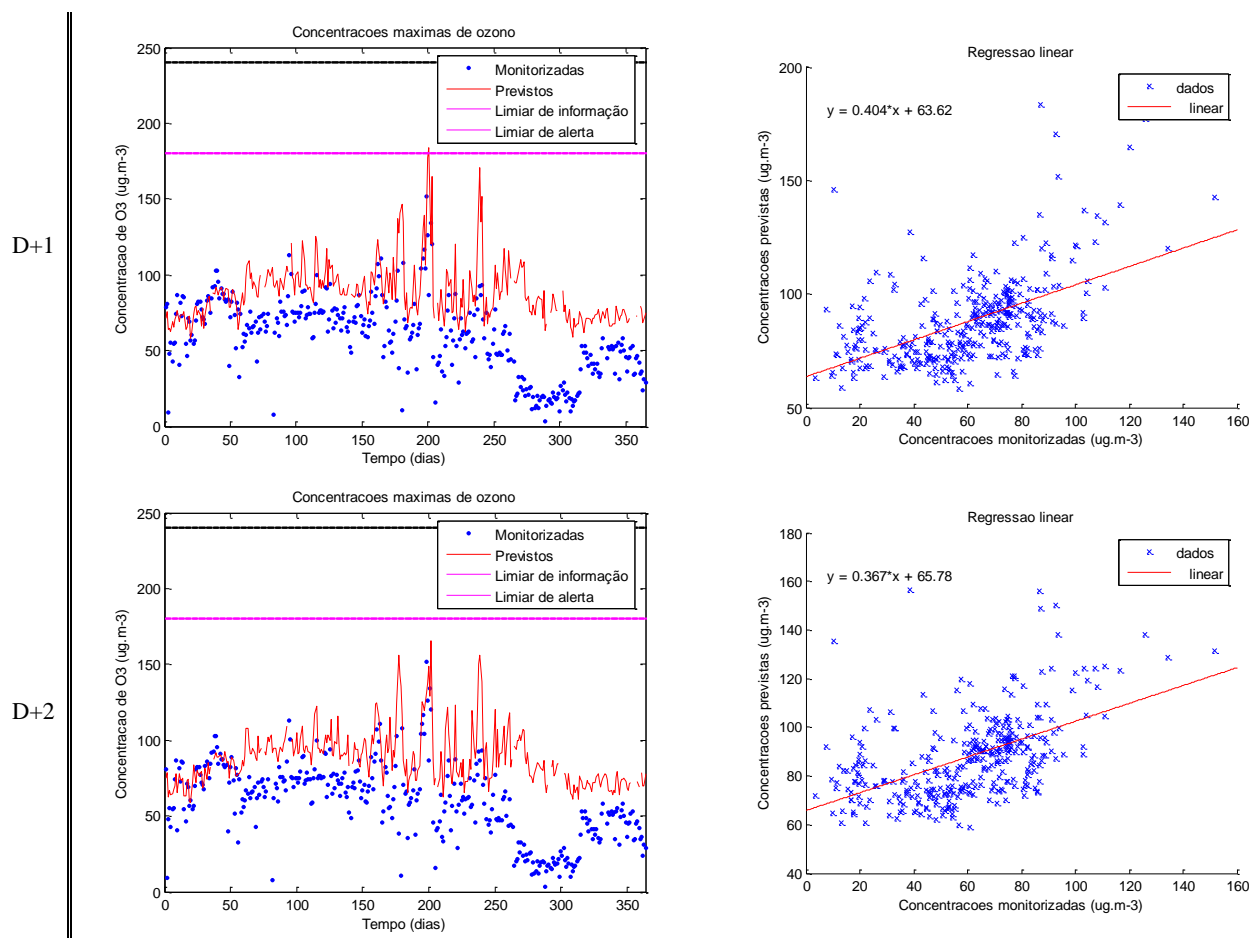 D+1
Concentracoes maximas de ozono
Concentracao de O3 (ug.m-3)
250
200
150
100
50
0
Monitorizadas
Previstos
Limiar de informação
Limiar de alerta
0 50 100 150 200 250 300 350
Tempo (dias)
Regressao linear
Concentracoes previstas (ug.m-3)
200
150
100
50
y = 0.404*x + 63.62
dados
linear
0 20 40 60 80 100 120 140 160
Concentracoes monitorizadas (ug.m-3)
D+2
Concentracoes maximas de ozono
Concentracao de O3 (ug.m-3)
250
200
150
100
50
0
Monitorizadas
Previstos
Limiar de informação
Limiar de alerta
0 50 100 150 200 250 300 350
Tempo (dias)
Regressao linear
Concentracoes previstas (ug.m-3)
180
160
140
120
100
80
60
40
y = 0.367*x + 65.78
dados
linear
0 20 40 60 80 100 120 140 160
Concentracoes monitorizadas (ug.m-3)